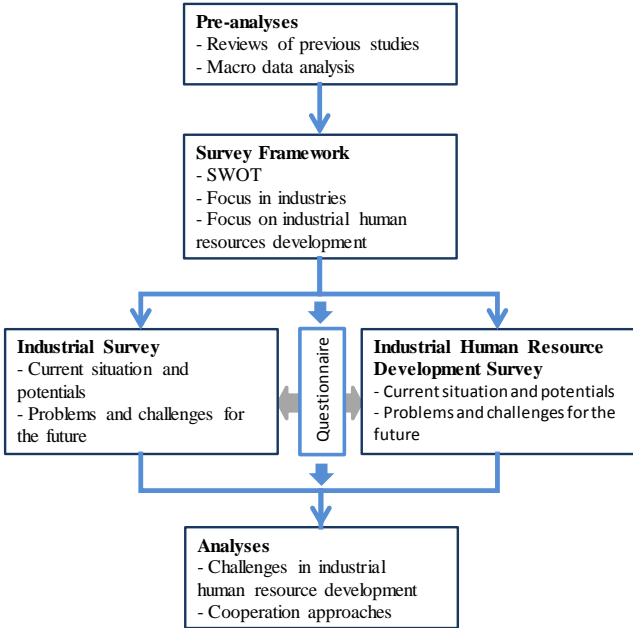 Pre-analyses
- Reviews of previous studies
- Macro data analysis
Survey Framework
- SWOT
- Focus in industries
- Focus on industrial human
resources development
Industrial Survey
- Current situation and
potentials
- Problems and challenges for
the future
Questionnaire
Industrial Human Resource
Development Survey
- Current situation and potentials
- Problems and challenges for the
future
Analyses
- Challenges in industrial
human resource development
- Cooperation approaches